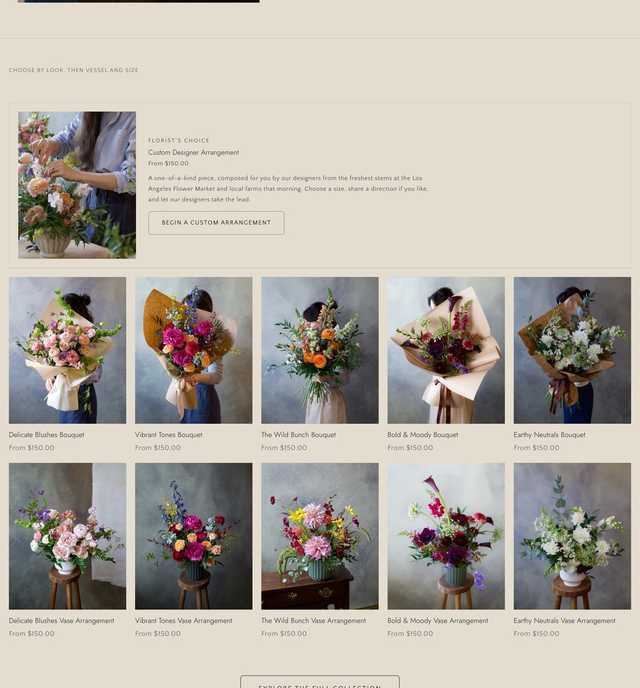 CHOOSE BY LOOK, THEN VESSEL AND SIZE
FLORIST'S CHOICE
Custom Designer Arrangement
From $150.00
A one-of-a-kind piece, composed for you by our designers from the freshest stems at the Los
Angeles Flower Market and local farms that morning. Choose a size, share a direction if you like,
and let our designers take the lead.
BEGIN A CUSTOM ARRANGEMENT
Delicate Blushes Bouquet
From $150.00
Vibrant Tones Bouquet
From $150.00
The Wild Bunch Bouquet
From $150.00
Bold & Moody Bouquet
From $150.00
Earthy Neutrals Bouquet
From $150.00
Delicate Blushes Vase Arrangement
From $150.00
Vibrant Tones Vase Arrangement
From $150.00
The Wild Bunch Vase Arrangement
From $150.00
Bold & Moody Vase Arrangement
From $150.00
Earthy Neutrals Vase Arrangement
From $150.00
EXPLORE THE FULL COLLECTION